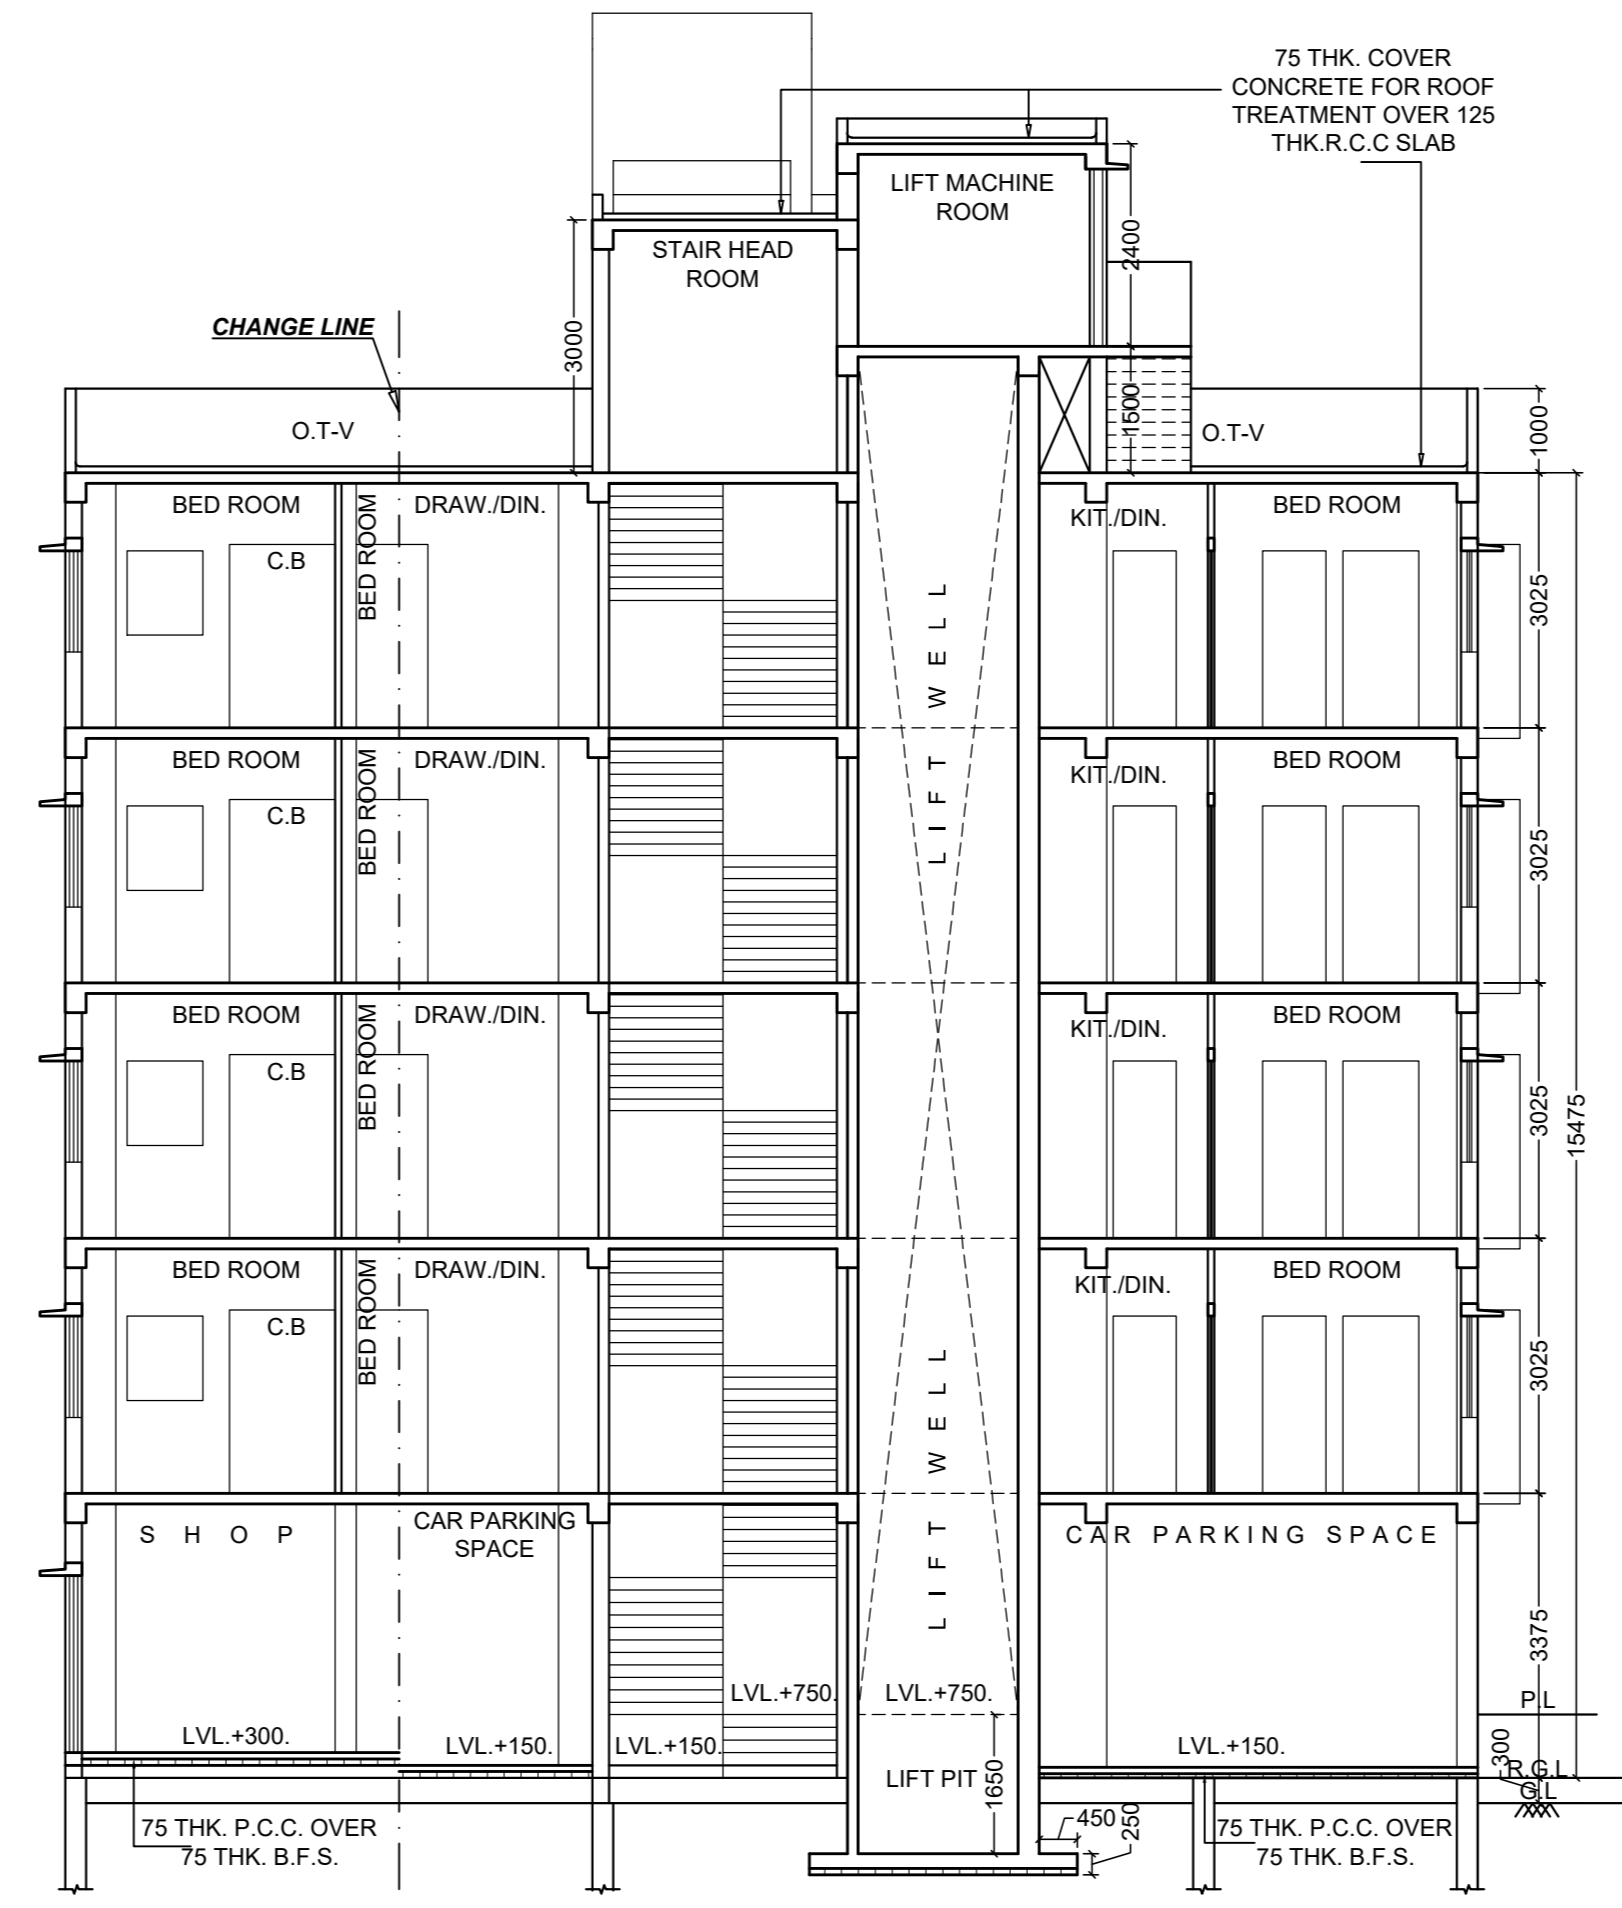 75 THK. COVER
CONCRETE FOR ROOF
TREATMENT OVER 125
THK.R.C.C SLAB
LIFT MACHINE
ROOM
2400
STAIR HEAD
ROOM
CHANGE LINE
3000
1500
1000
O.T-V
O.T-V
BED ROOM
BED ROOM
DRAW./DIN.
KIT./DIN.
BED ROOM
C.B
3025
LIFT WELL
BED ROOM
BED ROOM
DRAW./DIN.
KIT./DIN.
BED ROOM
C.B
3025
BED ROOM
BED ROOM
DRAW./DIN.
KIT./DIN.
BED ROOM
C.B
3025
15475
BED ROOM
BED ROOM
DRAW./DIN.
KIT./DIN.
BED ROOM
C.B
3025
LIFT WELL
SHOP
CAR PARKING
SPACE
CAR PARKING SPACE
3375
LVL.+750.
LVL.+750.
P.L
LVL.+300.
LVL.+150.
LVL.+150.
LVL.+150.
300
R.G.L
G.L
LIFT PIT
1650
450
250
75 THK. P.C.C. OVER
75 THK. B.F.S.
75 THK. P.C.C. OVER
75 THK. B.F.S.